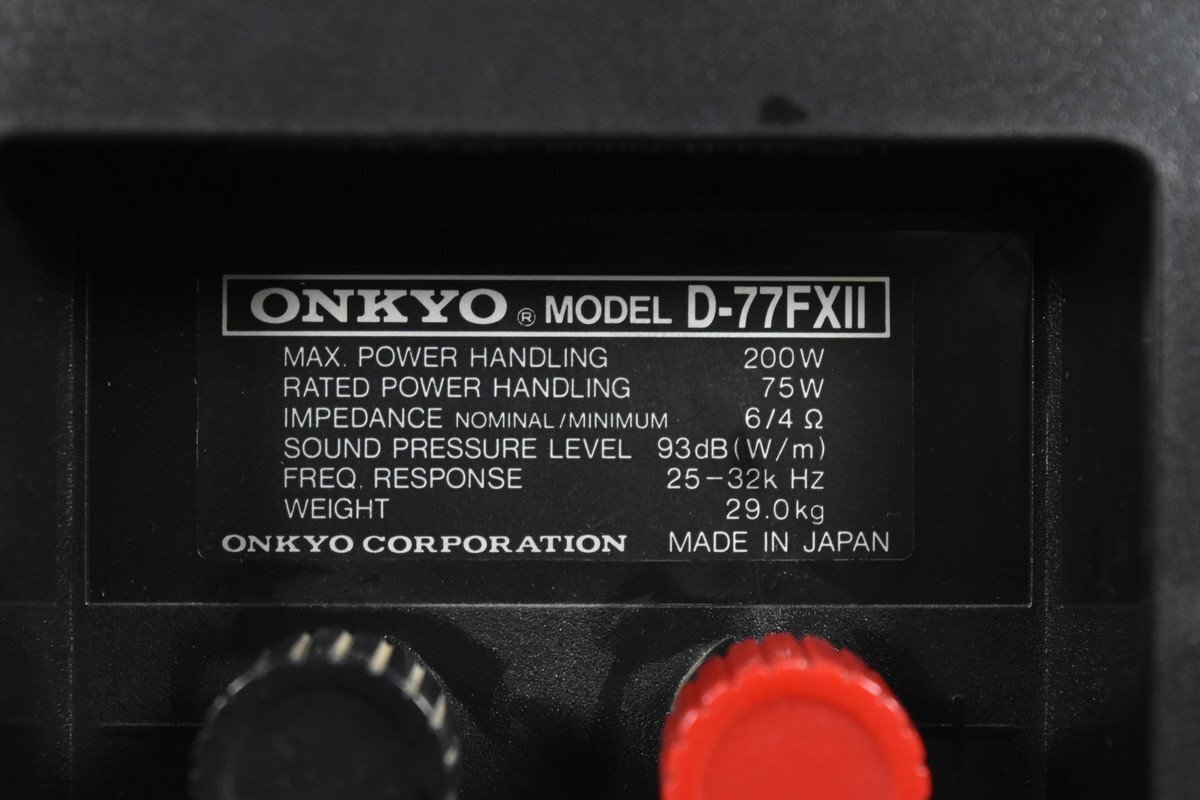 ONKYO® MODEL D-77FXII
MAX. POWER HANDLING 200W
RATED POWER HANDLING 75W
IMPEDANCE NOMINAL/MINIMUM 6/4 Ω
SOUND PRESSURE LEVEL 93dB(W/m)
FREQ. RESPONSE 25-32k Hz
WEIGHT 29.0kg
ONKYO CORPORATION MADE IN JAPAN